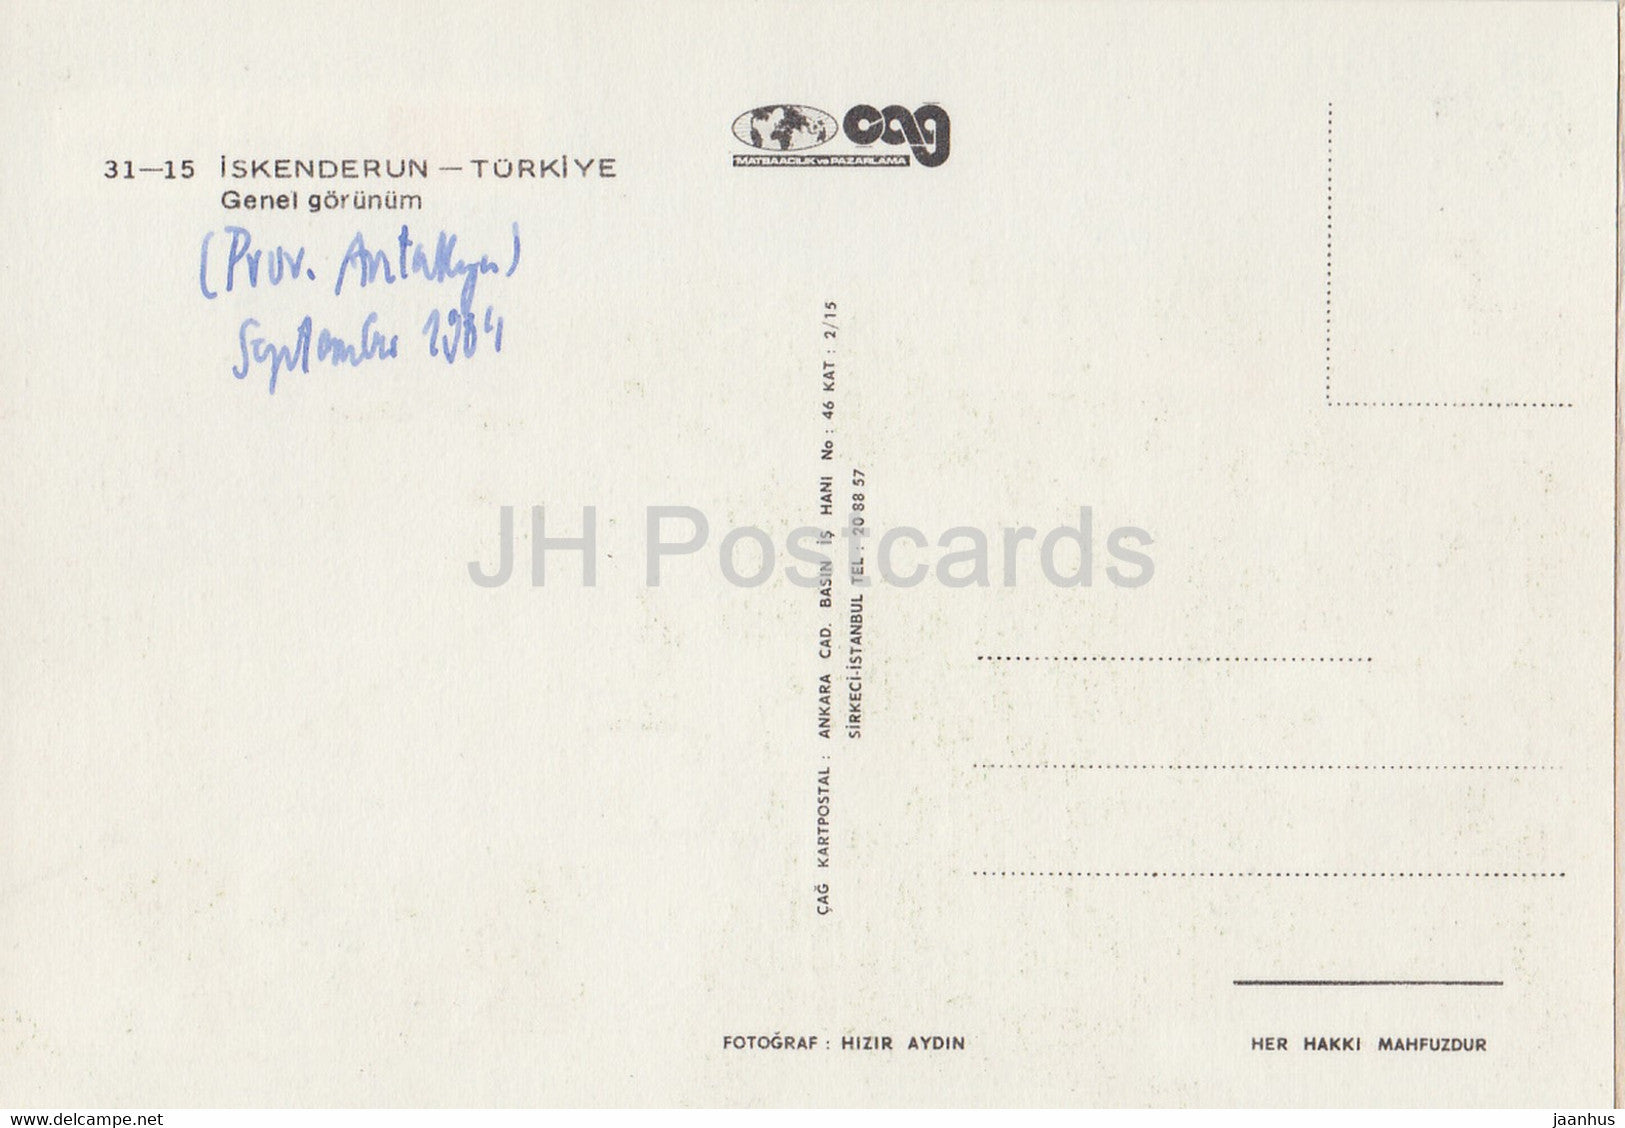 çağ
MATBAACILIK ve PAZARLAMA
31—15 İSKENDERUN — TÜRKİYE
Genel görünüm
(Prov. Antakya)
September 1984
ÇAĞ KARTPOSTAL : ANKARA CAD. BASIN İŞ HANI No : 46 KAT : 2/15
SİRKECİ-İSTANBUL TEL : 20 88 57
JH Postcards
FOTOĞRAF : HIZIR AYDIN
HER HAKKI MAHFUZDUR
delcampe.net
jaanhus